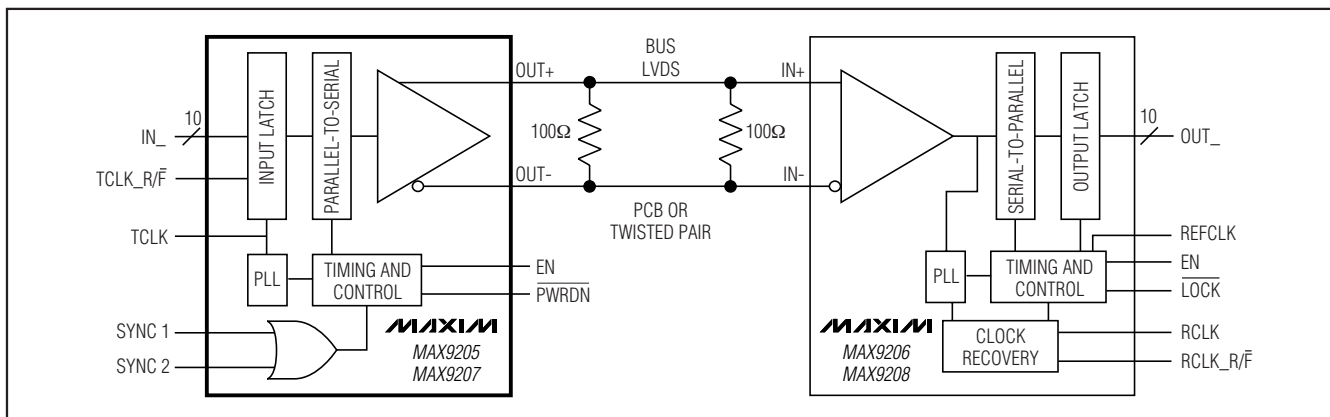 10
IN_
TCLK_R/F̅
TCLK
SYNC 1
SYNC 2
INPUT LATCH
PARALLEL-TO-SERIAL
PLL
TIMING AND
CONTROL
EN
P̅W̅R̅D̅N̅
MAXIM
MAX9205
MAX9207
OUT+
OUT-
BUS
LVDS
100Ω
100Ω
PCB OR
TWISTED PAIR
IN+
IN-
SERIAL-TO-PARALLEL
OUTPUT LATCH
10
OUT_
PLL
TIMING AND
CONTROL
CLOCK
RECOVERY
MAXIM
MAX9206
MAX9208
REFCLK
EN
L̅O̅C̅K̅
RCLK
RCLK_R/F̅